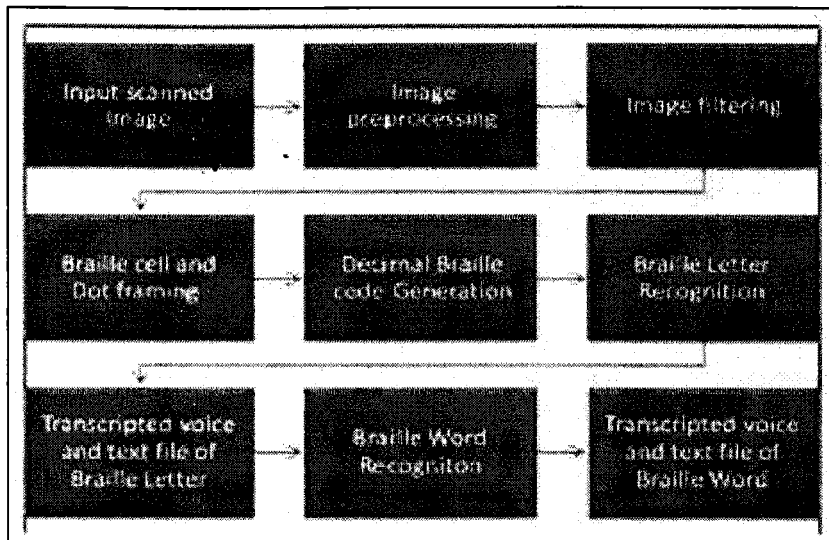 Input scanned
Image
Image
preprocessing
Image filtering
Braille cell and
Dot framing
Decimal Braille
code Generation
Braille Letter
Recognition
Transcripted voice
and text file of
Braille Letter
Braille Word
Recogniton
Transcripted voice
and text file of
Braille Word